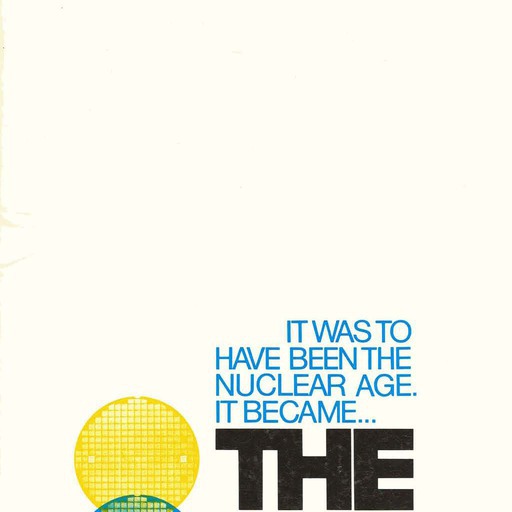 IT WAS TO
HAVE BEEN THE
NUCLEAR AGE.
IT BECAME...
THE